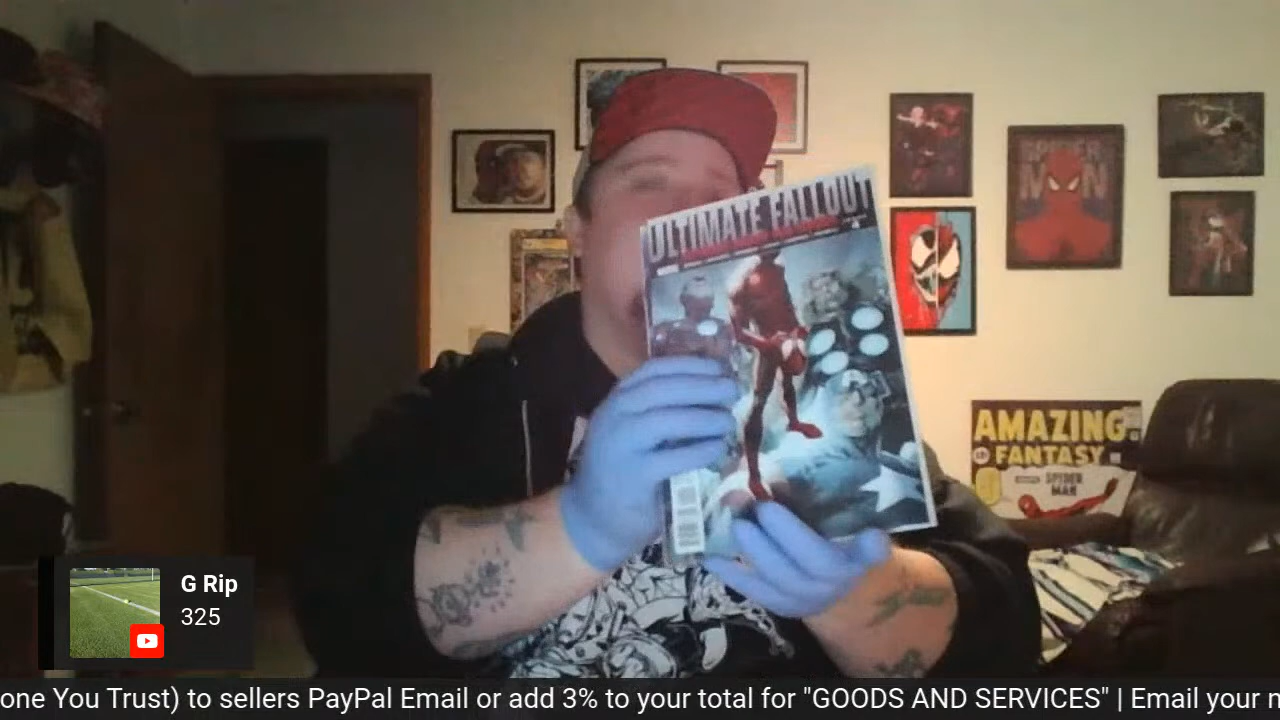 ULTIMATE FALLOUT
SPIDER
MAN
AMAZING
FANTASY
SPIDER
MAN
G Rip
325
one You Trust) to sellers PayPal Email or add 3% to your total for "GOODS AND SERVICES" | Email your n